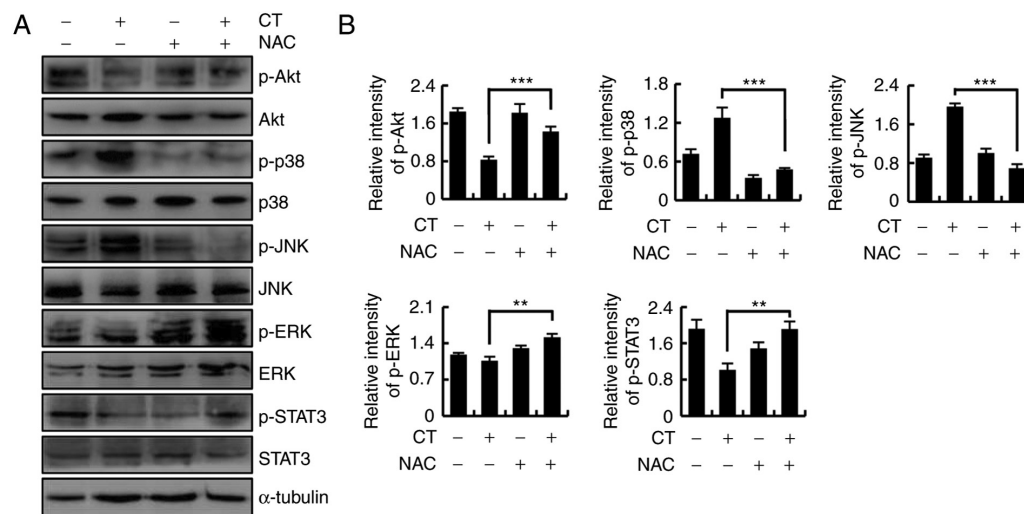 A
− + − + CT
− − + + NAC
p-Akt
Akt
p-p38
p38
p-JNK
JNK
p-ERK
ERK
p-STAT3
STAT3
α-tubulin
B
Relative intensity
of p-Akt
2.4
1.6
0.8
0
***
CT − + − +
NAC − − + +
Relative intensity
of p-p38
1.8
1.2
0.6
0
***
CT − + − +
NAC − − + +
Relative intensity
of p-JNK
2.4
1.6
0.8
0
***
CT − + − +
NAC − − + +
Relative intensity
of p-ERK
2.1
1.4
0.7
0
**
CT − + − +
NAC − − + +
Relative intensity
of p-STAT3
2.4
1.6
0.8
0
**
CT − + − +
NAC − − + +